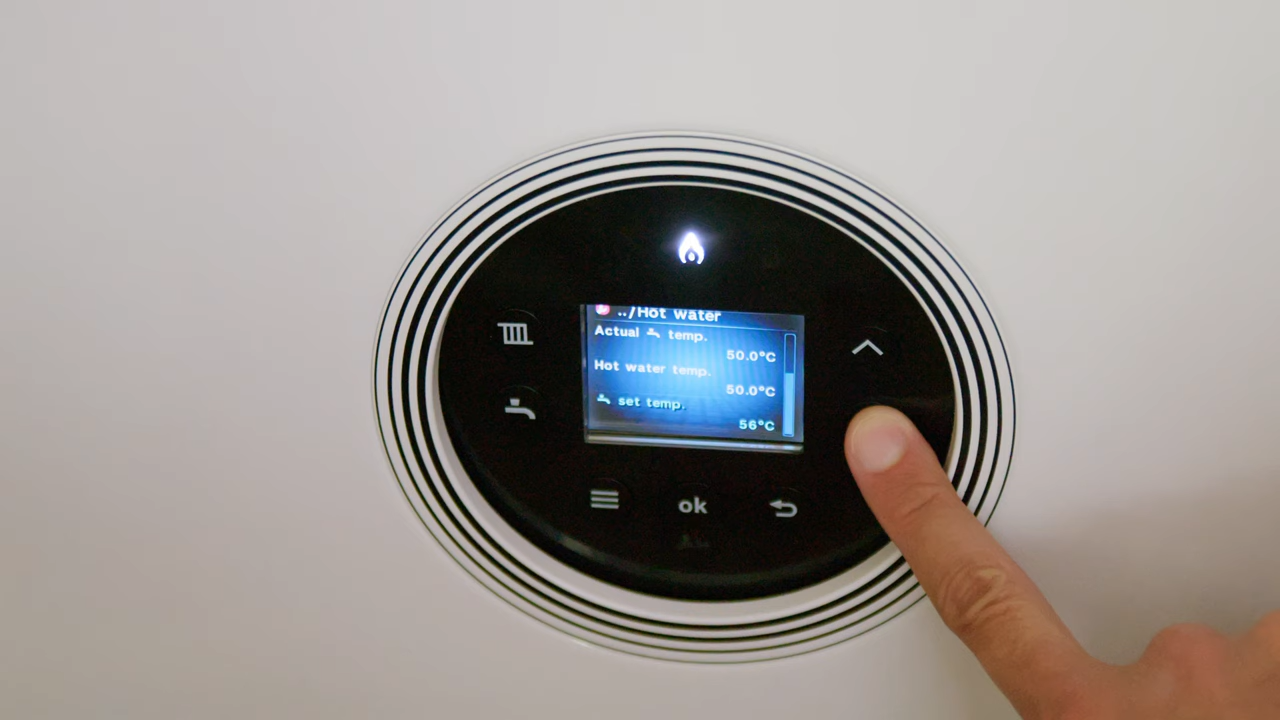 ../Hot water
Actual temp.
50.0°C
Hot water temp.
50.0°C
set temp.
56°C
ok